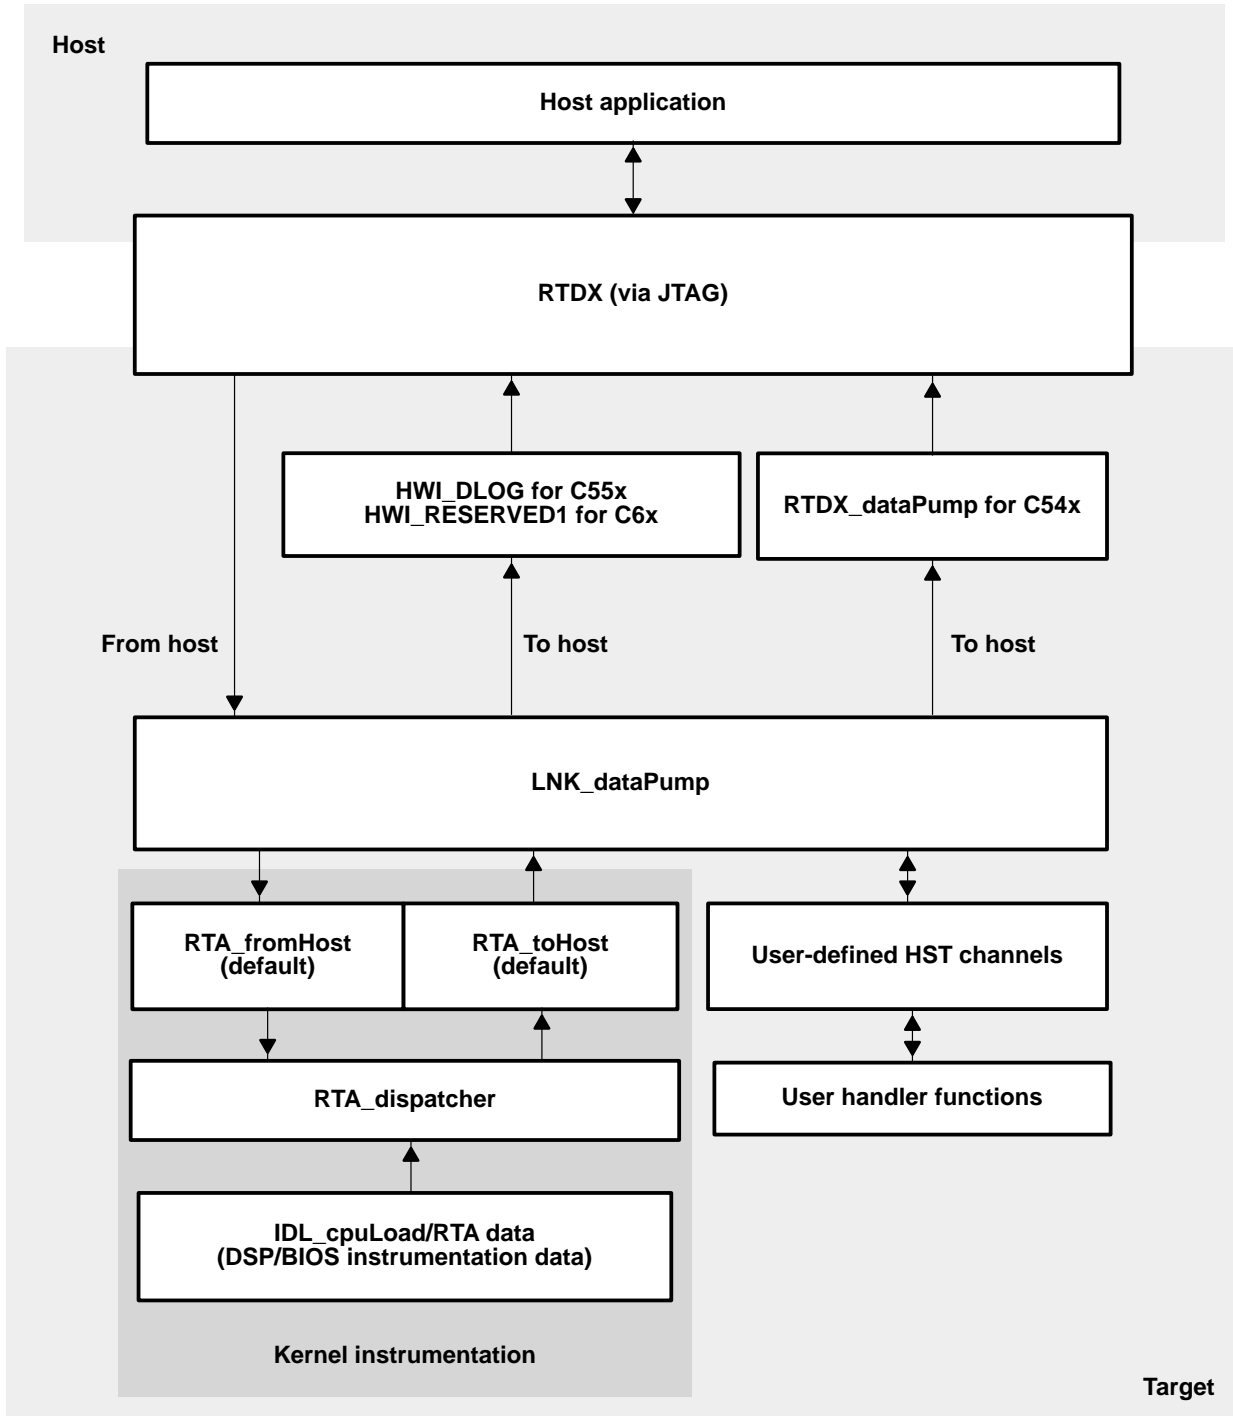 Host
Host application
RTDX (via JTAG)
HWI_DLOG for C55x
HWI_RESERVED1 for C6x
RTDX_dataPump for C54x
From host
To host
To host
LNK_dataPump
RTA_fromHost
(default)
RTA_toHost
(default)
User-defined HST channels
RTA_dispatcher
User handler functions
IDL_cpuLoad/RTA data
(DSP/BIOS instrumentation data)
Kernel instrumentation
Target